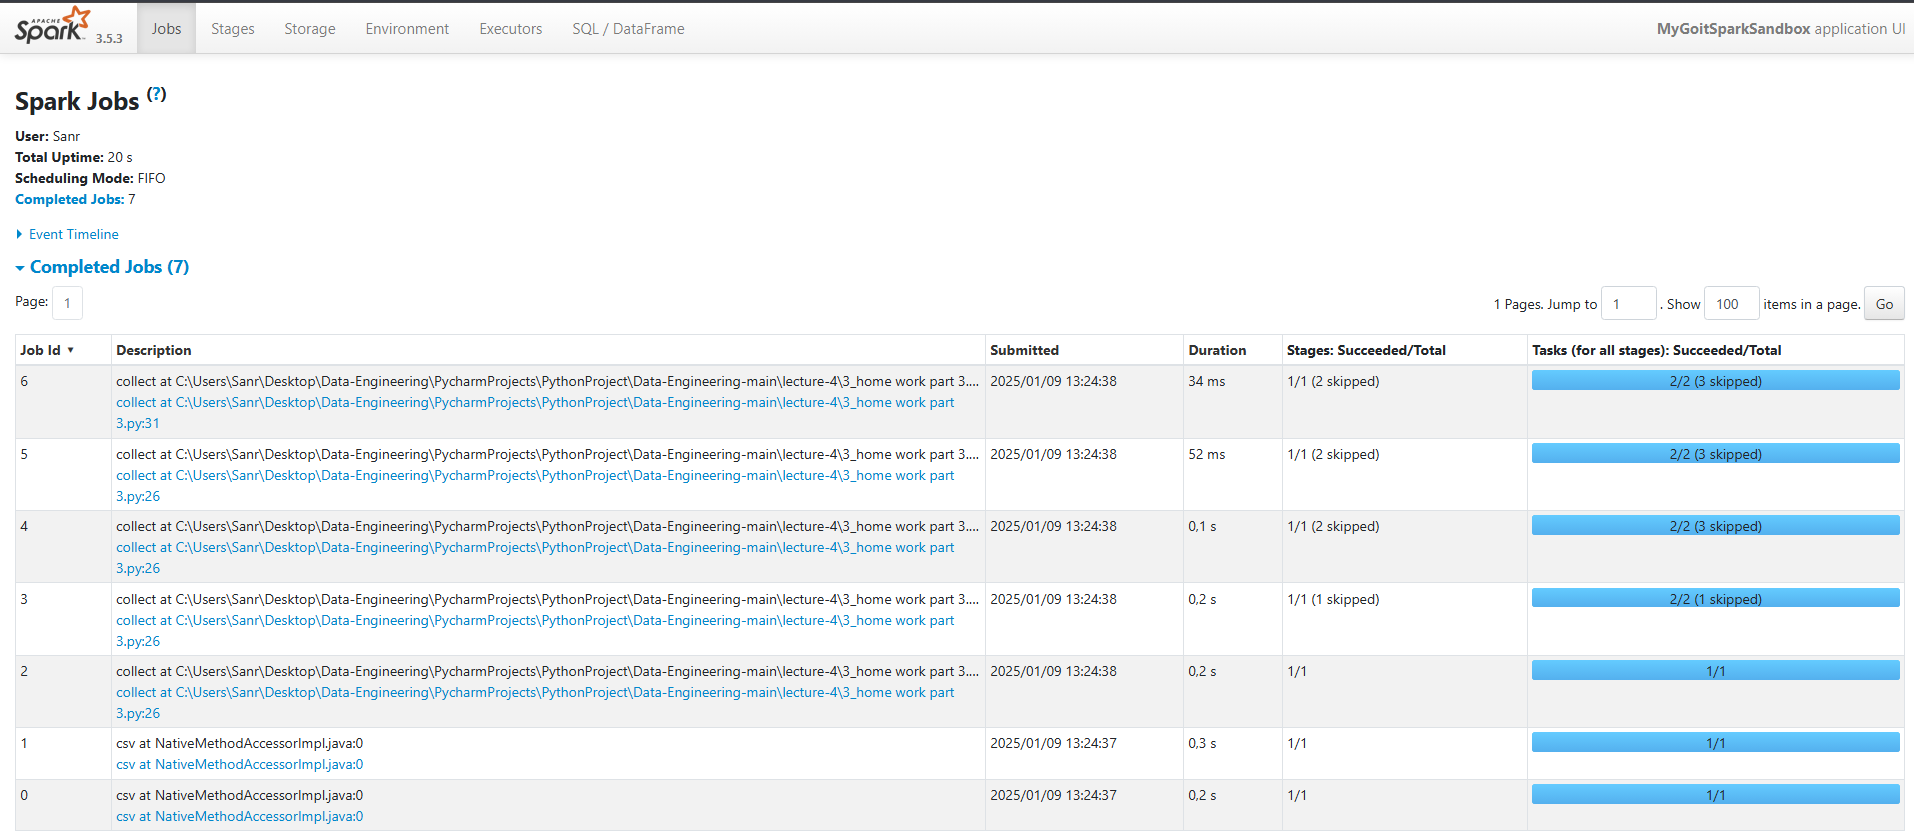 APACHE Spark 3.5.3 Jobs Stages Storage Environment Executors SQL / DataFrame MyGoitSparkSandbox application UI
Spark Jobs (?)
User: Sanr
Total Uptime: 20 s
Scheduling Mode: FIFO
Completed Jobs: 7
Event Timeline
Completed Jobs (7)
Page: 1 1 Pages. Jump to 1 . Show 100 items in a page. Go
Job Id ▾ Description Submitted Duration Stages: Succeeded/Total Tasks (for all stages): Succeeded/Total
6 collect at C:\Users\Sanr\Desktop\Data-Engineering\PycharmProjects\PythonProject\Data-Engineering-main\lecture-4\3_home work part 3.... 2025/01/09 13:24:38 34 ms 1/1 (2 skipped) 2/2 (3 skipped)
collect at C:\Users\Sanr\Desktop\Data-Engineering\PycharmProjects\PythonProject\Data-Engineering-main\lecture-4\3_home work part
3.py:31
5 collect at C:\Users\Sanr\Desktop\Data-Engineering\PycharmProjects\PythonProject\Data-Engineering-main\lecture-4\3_home work part 3.... 2025/01/09 13:24:38 52 ms 1/1 (2 skipped) 2/2 (3 skipped)
collect at C:\Users\Sanr\Desktop\Data-Engineering\PycharmProjects\PythonProject\Data-Engineering-main\lecture-4\3_home work part
3.py:26
4 collect at C:\Users\Sanr\Desktop\Data-Engineering\PycharmProjects\PythonProject\Data-Engineering-main\lecture-4\3_home work part 3.... 2025/01/09 13:24:38 0,1 s 1/1 (2 skipped) 2/2 (3 skipped)
collect at C:\Users\Sanr\Desktop\Data-Engineering\PycharmProjects\PythonProject\Data-Engineering-main\lecture-4\3_home work part
3.py:26
3 collect at C:\Users\Sanr\Desktop\Data-Engineering\PycharmProjects\PythonProject\Data-Engineering-main\lecture-4\3_home work part 3.... 2025/01/09 13:24:38 0,2 s 1/1 (1 skipped) 2/2 (1 skipped)
collect at C:\Users\Sanr\Desktop\Data-Engineering\PycharmProjects\PythonProject\Data-Engineering-main\lecture-4\3_home work part
3.py:26
2 collect at C:\Users\Sanr\Desktop\Data-Engineering\PycharmProjects\PythonProject\Data-Engineering-main\lecture-4\3_home work part 3.... 2025/01/09 13:24:38 0,2 s 1/1 1/1
collect at C:\Users\Sanr\Desktop\Data-Engineering\PycharmProjects\PythonProject\Data-Engineering-main\lecture-4\3_home work part
3.py:26
1 csv at NativeMethodAccessorImpl.java:0 2025/01/09 13:24:37 0,3 s 1/1 1/1
csv at NativeMethodAccessorImpl.java:0
0 csv at NativeMethodAccessorImpl.java:0 2025/01/09 13:24:37 0,2 s 1/1 1/1
csv at NativeMethodAccessorImpl.java:0